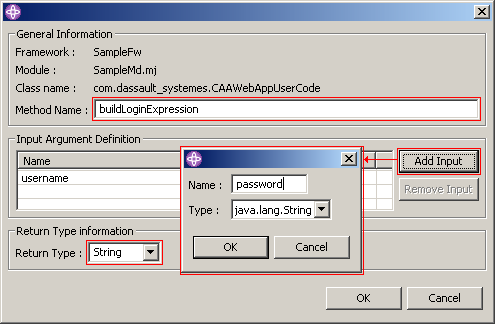 General Information
Framework : SampleFw
Module : SampleMd.mj
Class name : com.dassault_systemes.CAAWebAppUserCode
Method Name : buildLoginExpression
Input Argument Definition
Name
username
Add Input
Remove Input
Name : password
Type : java.lang.String
OK Cancel
Return Type information
Return Type : String
OK Cancel